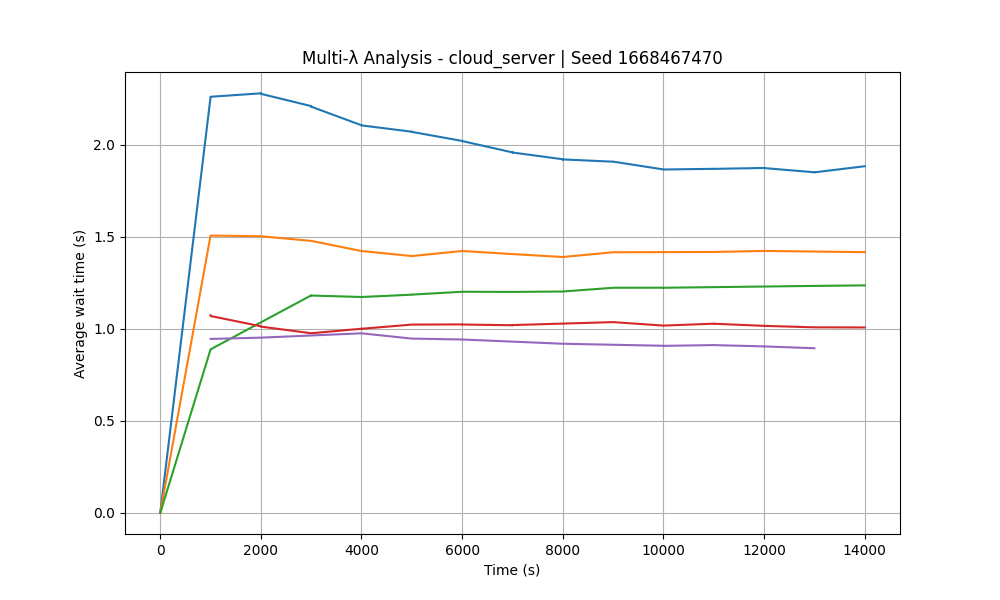 Multi-λ Analysis - cloud_server | Seed 1668467470
Average wait time (s)
2.0
1.5
1.0
0.5
0.0
0 2000 4000 6000 8000 10000 12000 14000
Time (s)